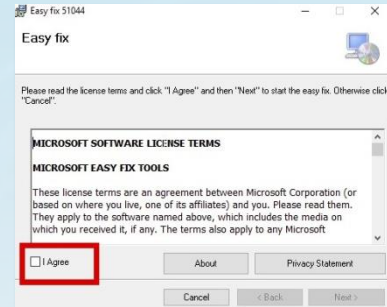 Easy fix 51044
Easy fix
Please read the license terms and click "I Agree" and then "Next" to start the easy fix. Otherwise click
"Cancel".
MICROSOFT SOFTWARE LICENSE TERMS
MICROSOFT EASY FIX TOOLS
These license terms are an agreement between Microsoft Corporation (or
based on where you live, one of its affiliates) and you. Please read them.
They apply to the software named above, which includes the media on
which you received it, if any. The terms also apply to any Microsoft
I Agree
About
Privacy Statement
Cancel
< Back
Next >